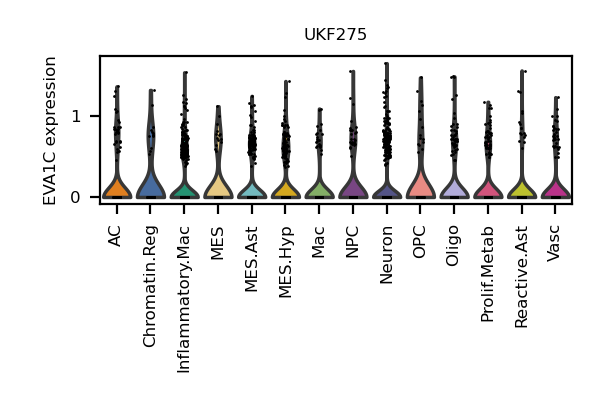 UKF275
EVA1C expression
1
0
AC
Chromatin.Reg
Inflammatory.Mac
MES
MES.Ast
MES.Hyp
Mac
NPC
Neuron
OPC
Oligo
Prolif.Metab
Reactive.Ast
Vasc